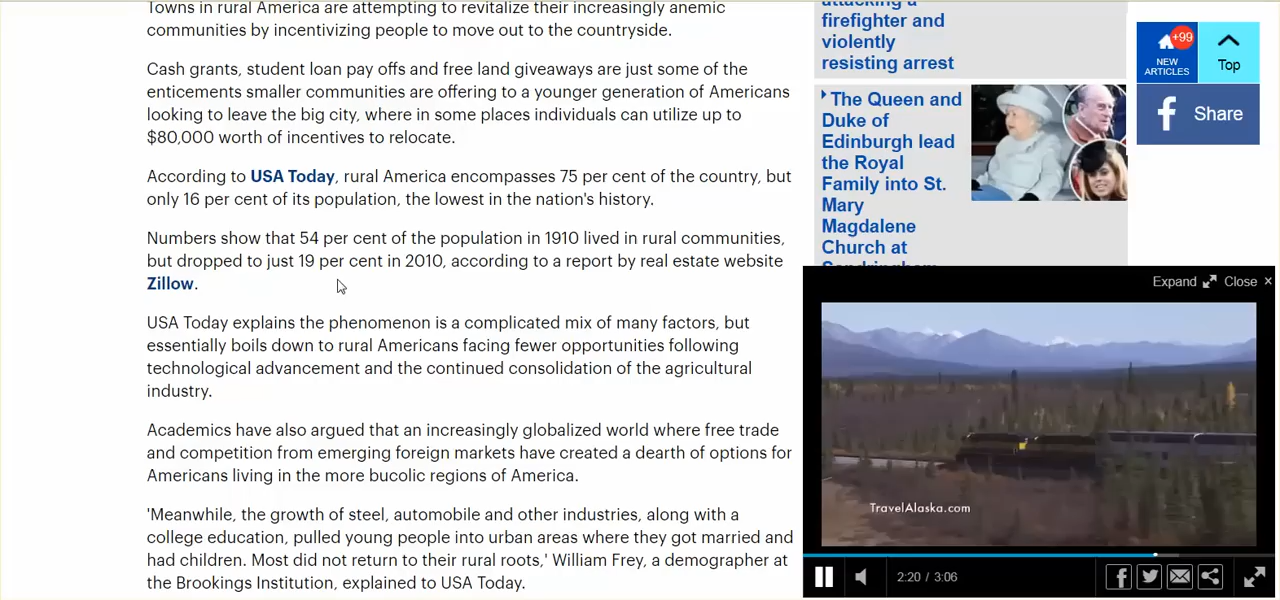 Towns in rural America are attempting to revitalize their increasingly anemic
communities by incentivizing people to move out to the countryside.
Cash grants, student loan pay offs and free land giveaways are just some of the
enticements smaller communities are offering to a younger generation of Americans
looking to leave the big city, where in some places individuals can utilize up to
$80,000 worth of incentives to relocate.
According to USA Today, rural America encompasses 75 per cent of the country, but
only 16 per cent of its population, the lowest in the nation's history.
Numbers show that 54 per cent of the population in 1910 lived in rural communities,
but dropped to just 19 per cent in 2010, according to a report by real estate website
Zillow.
USA Today explains the phenomenon is a complicated mix of many factors, but
essentially boils down to rural Americans facing fewer opportunities following
technological advancement and the continued consolidation of the agricultural
industry.
Academics have also argued that an increasingly globalized world where free trade
and competition from emerging foreign markets have created a dearth of options for
Americans living in the more bucolic regions of America.
'Meanwhile, the growth of steel, automobile and other industries, along with a
college education, pulled young people into urban areas where they got married and
had children. Most did not return to their rural roots,' William Frey, a demographer at
the Brookings Institution, explained to USA Today.
attacking a
firefighter and
violently
resisting arrest
The Queen and
Duke of
Edinburgh lead
the Royal
Family into St.
Mary
Magdalene
Church at
Sandringham
+99
NEW
ARTICLES
Top
Share
Expand
Close ×
TravelAlaska.com
2:20 / 3:06